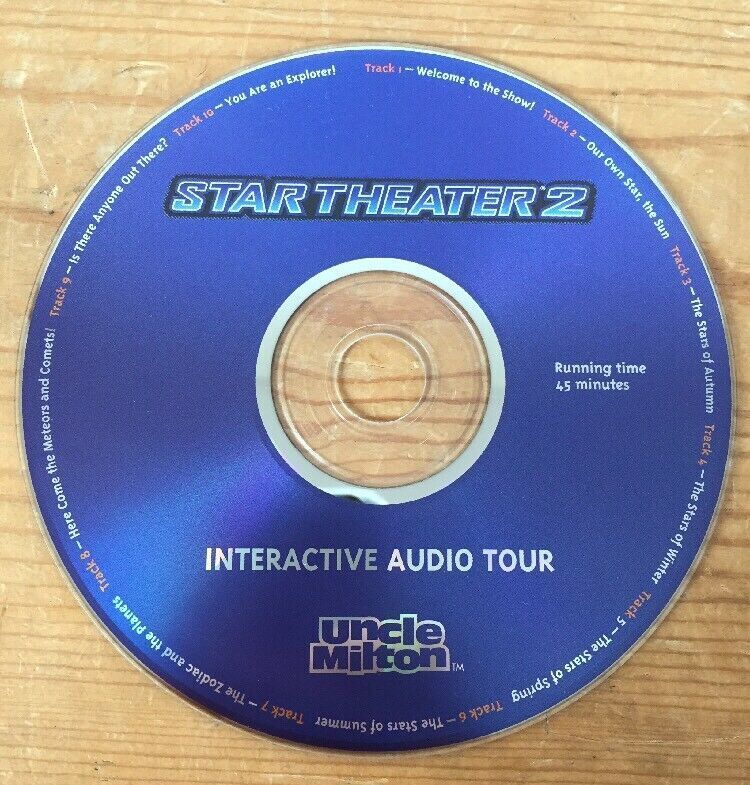 Track 1 – Welcome to the Show!
Track 2 – Our Own Star, the Sun
Track 3 – The Stars of Autumn
Track 4 – The Stars of Winter
Track 5 – The Stars of Spring
Track 6 – The Stars of Summer
Track 7 – The Zodiac and the Planets
Track 8 – Here Come the Meteors and Comets!
Track 9 – Is There Anyone Out There?
Track 10 – You Are an Explorer!
STAR THEATER 2
Running time
45 minutes
INTERACTIVE AUDIO TOUR
Uncle
Milton™